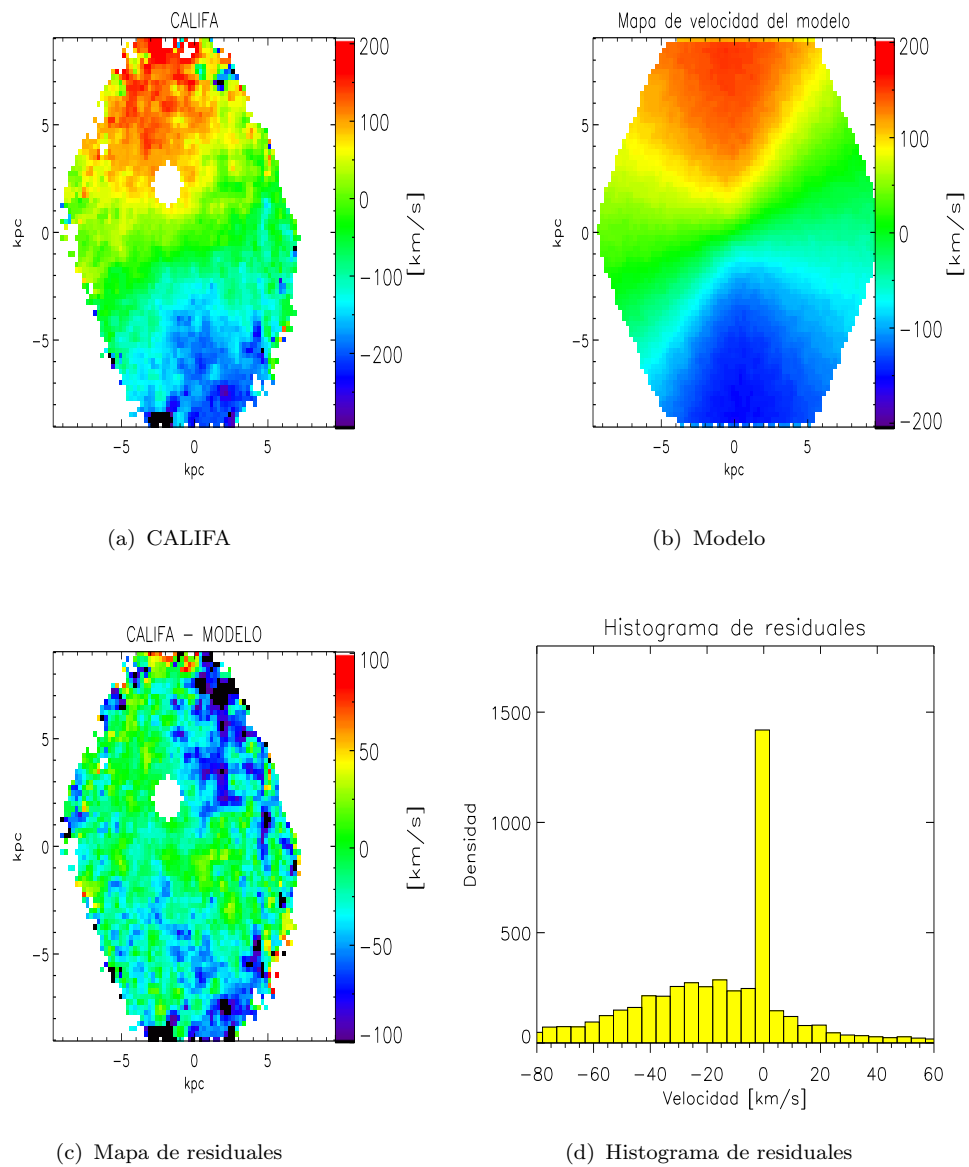 CALIFA
200
100
0
−100
−200
[km/s]
5
0
−5
kpc
−5 0 5
kpc
(a) CALIFA
Mapa de velocidad del modelo
200
100
0
−100
−200
[km/s]
5
0
−5
kpc
−5 0 5
kpc
(b) Modelo
CALIFA − MODELO
100
50
0
−50
−100
[km/s]
5
0
−5
kpc
−5 0 5
kpc
(c) Mapa de residuales
Histograma de residuales
1500
1000
500
0
Densidad
−80 −60 −40 −20 0 20 40 60
Velocidad [km/s]
(d) Histograma de residuales